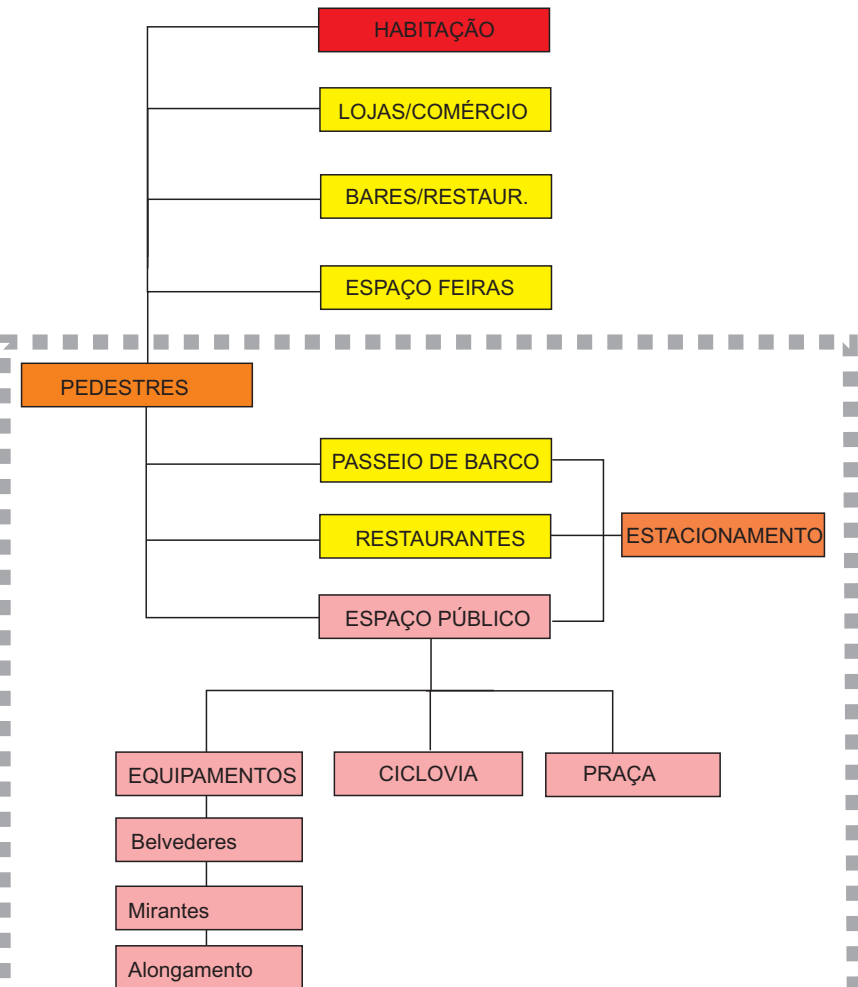 HABITAÇÃO
LOJAS/COMÉRCIO
BARES/RESTAUR.
ESPAÇO FEIRAS
PEDESTRES
PASSEIO DE BARCO
RESTAURANTES
ESTACIONAMENTO
ESPAÇO PÚBLICO
EQUIPAMENTOS
CICLOVIA
PRAÇA
Belvederes
Mirantes
Alongamento